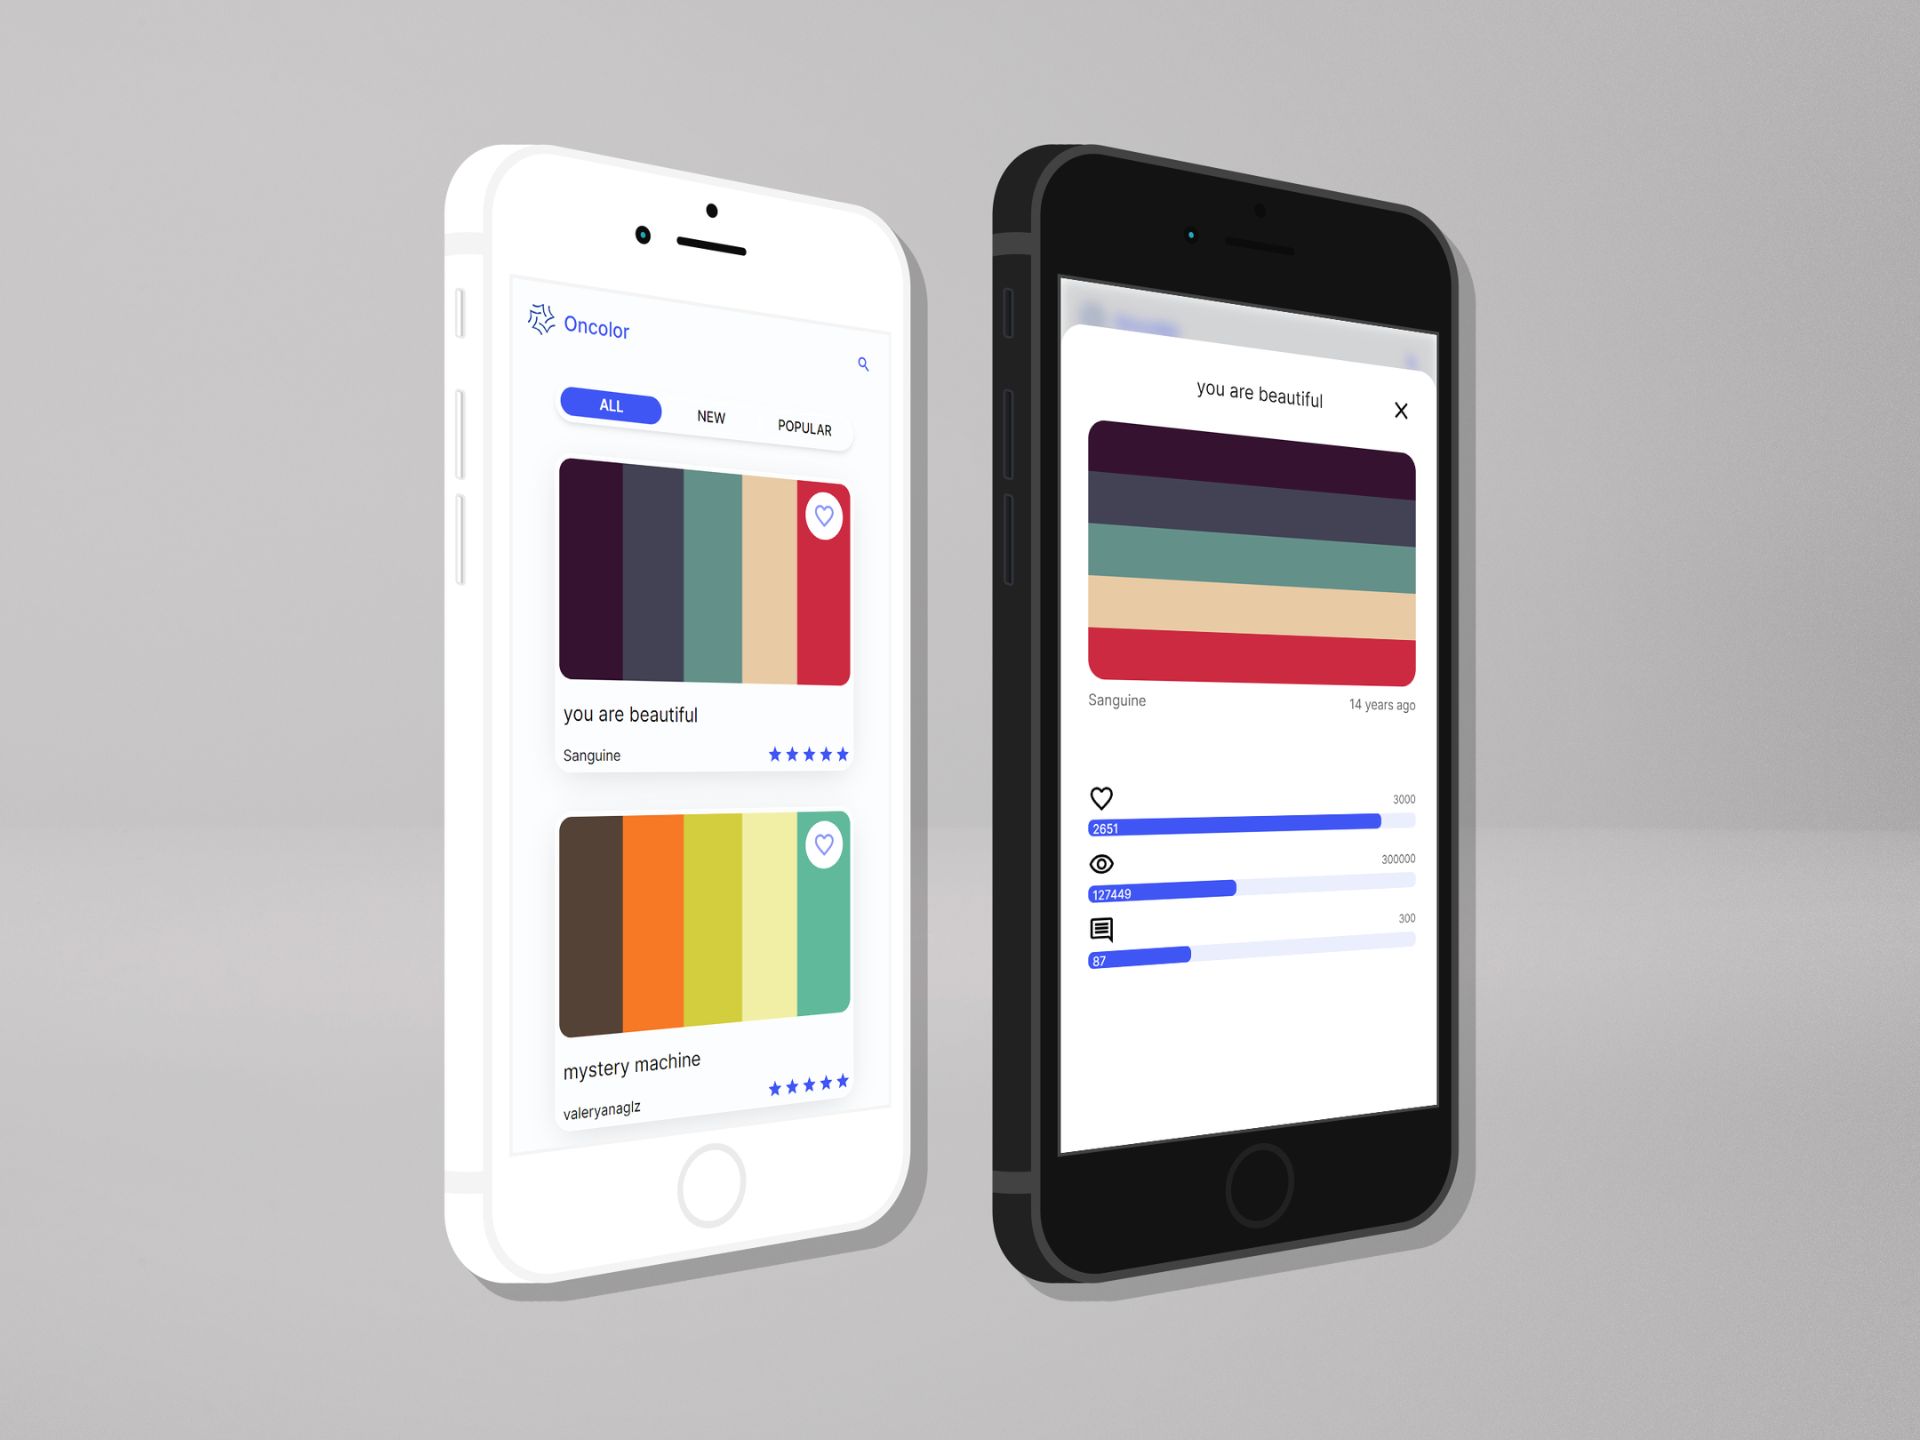 Oncolor
ALL
NEW
POPULAR
you are beautiful
Sanguine
mystery machine
valeryanaglz
you are beautiful
Sanguine
14 years ago
3000
2651
300000
127449
300
87